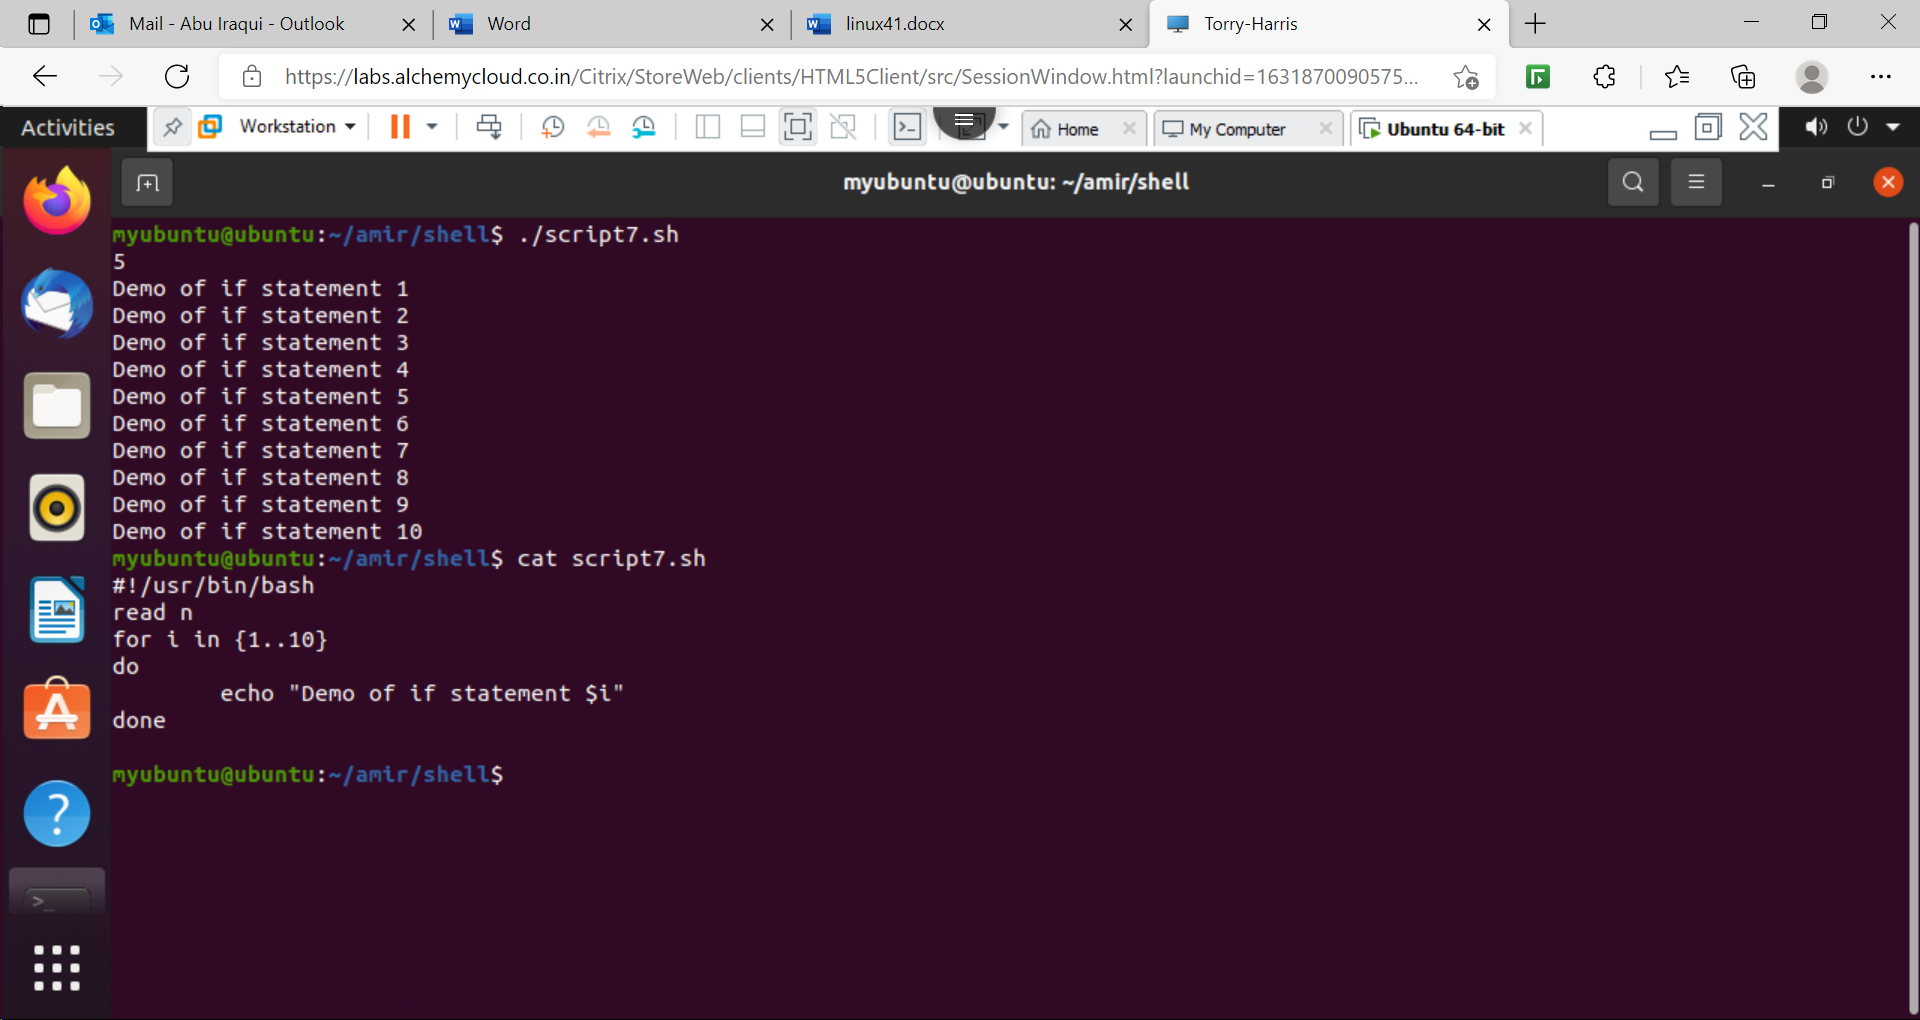 Mail - Abu Iraqui - Outlook
Word
linux41.docx
Torry-Harris
https://labs.alchemycloud.co.in/Citrix/StoreWeb/clients/HTML5Client/src/SessionWindow.html?launchid=1631870090575...
Activities
Workstation
Home
My Computer
Ubuntu 64-bit
myubuntu@ubuntu: ~/amir/shell
myubuntu@ubuntu:~/amir/shell$ ./script7.sh
5
Demo of if statement 1
Demo of if statement 2
Demo of if statement 3
Demo of if statement 4
Demo of if statement 5
Demo of if statement 6
Demo of if statement 7
Demo of if statement 8
Demo of if statement 9
Demo of if statement 10
myubuntu@ubuntu:~/amir/shell$ cat script7.sh
#!/usr/bin/bash
read n
for i in {1..10}
do
        echo "Demo of if statement $i"
done

myubuntu@ubuntu:~/amir/shell$